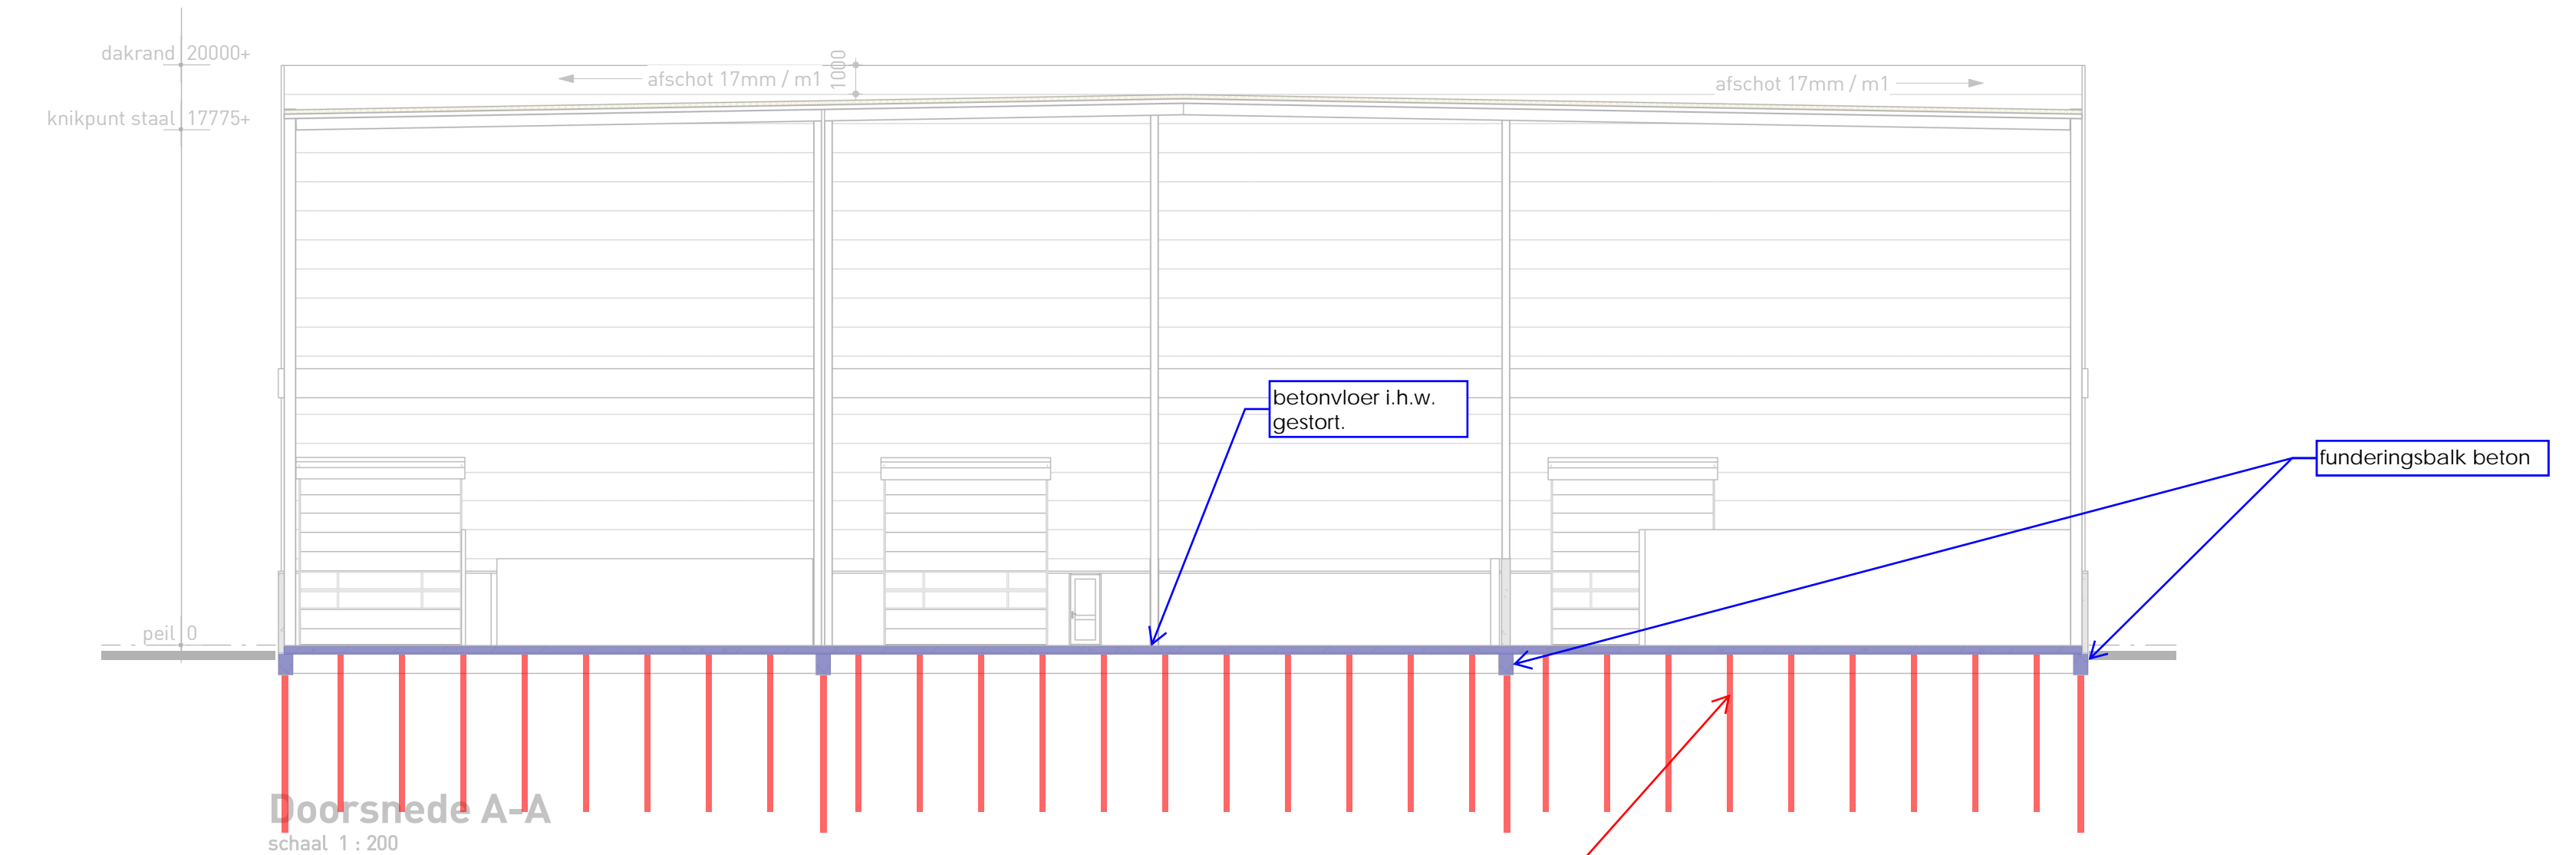 dakrand 20000+
afschot 17mm / m1
1000
afschot 17mm / m1
knikpunt staal 17775+
betonvloer i.h.w.
gestort.
funderingsbalk beton
peil 0
Doorsnede A-A
schaal 1 : 200